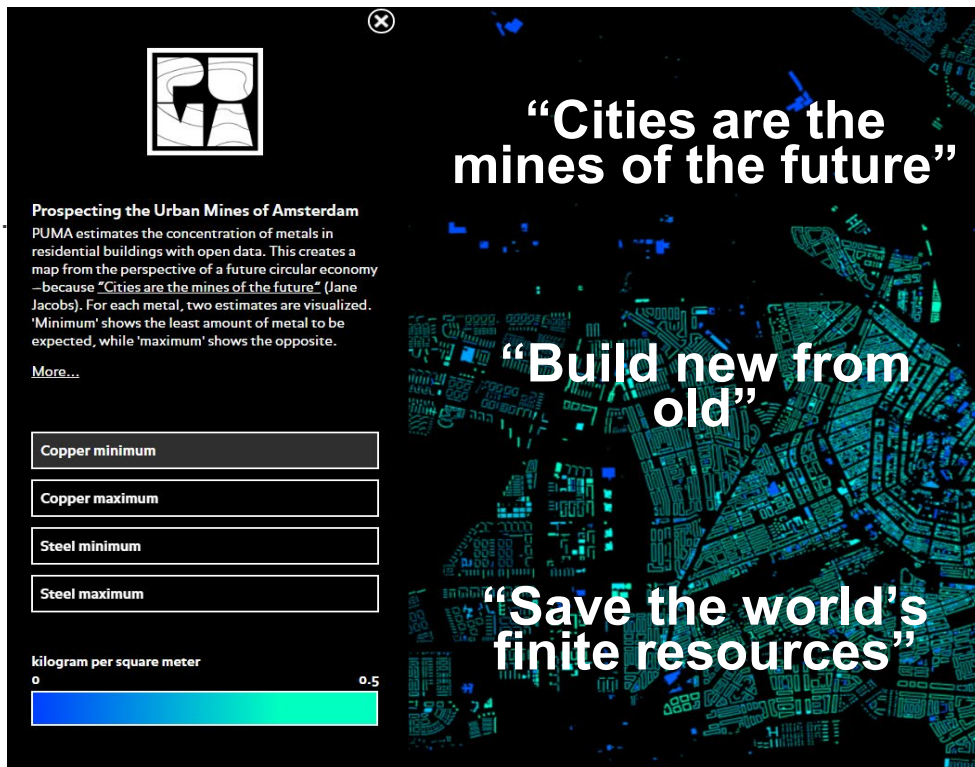 PUMA
Prospecting the Urban Mines of Amsterdam
PUMA estimates the concentration of metals in
residential buildings with open data. This creates a
map from the perspective of a future circular economy
—because “Cities are the mines of the future” (Jane
Jacobs). For each metal, two estimates are visualized.
'Minimum' shows the least amount of metal to be
expected, while 'maximum' shows the opposite.
More...
Copper minimum
Copper maximum
Steel minimum
Steel maximum
kilogram per square meter
0 0.5
“Cities are the
mines of the future”
“Build new from
old”
“Save the world’s
finite resources”